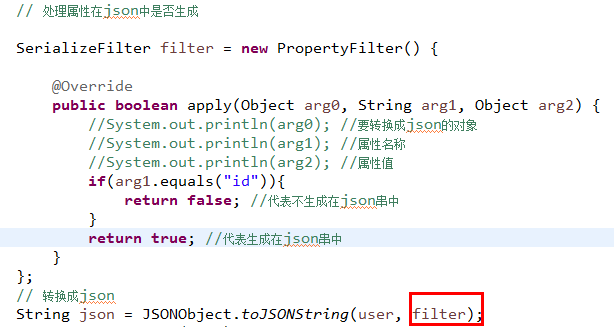 // 处理属性在json中是否生成
SerializeFilter filter = new PropertyFilter() {
@Override
public boolean apply(Object arg0, String arg1, Object arg2) {
//System.out.println(arg0); //要转换成json的对象
//System.out.println(arg1); //属性名称
//System.out.println(arg2); //属性值
if(arg1.equals("id")){
return false; //代表不生成在json串中
}
return true; //代表生成在json串中
}
};
// 转换成json
String json = JSONObject.toJSONString(user, filter);